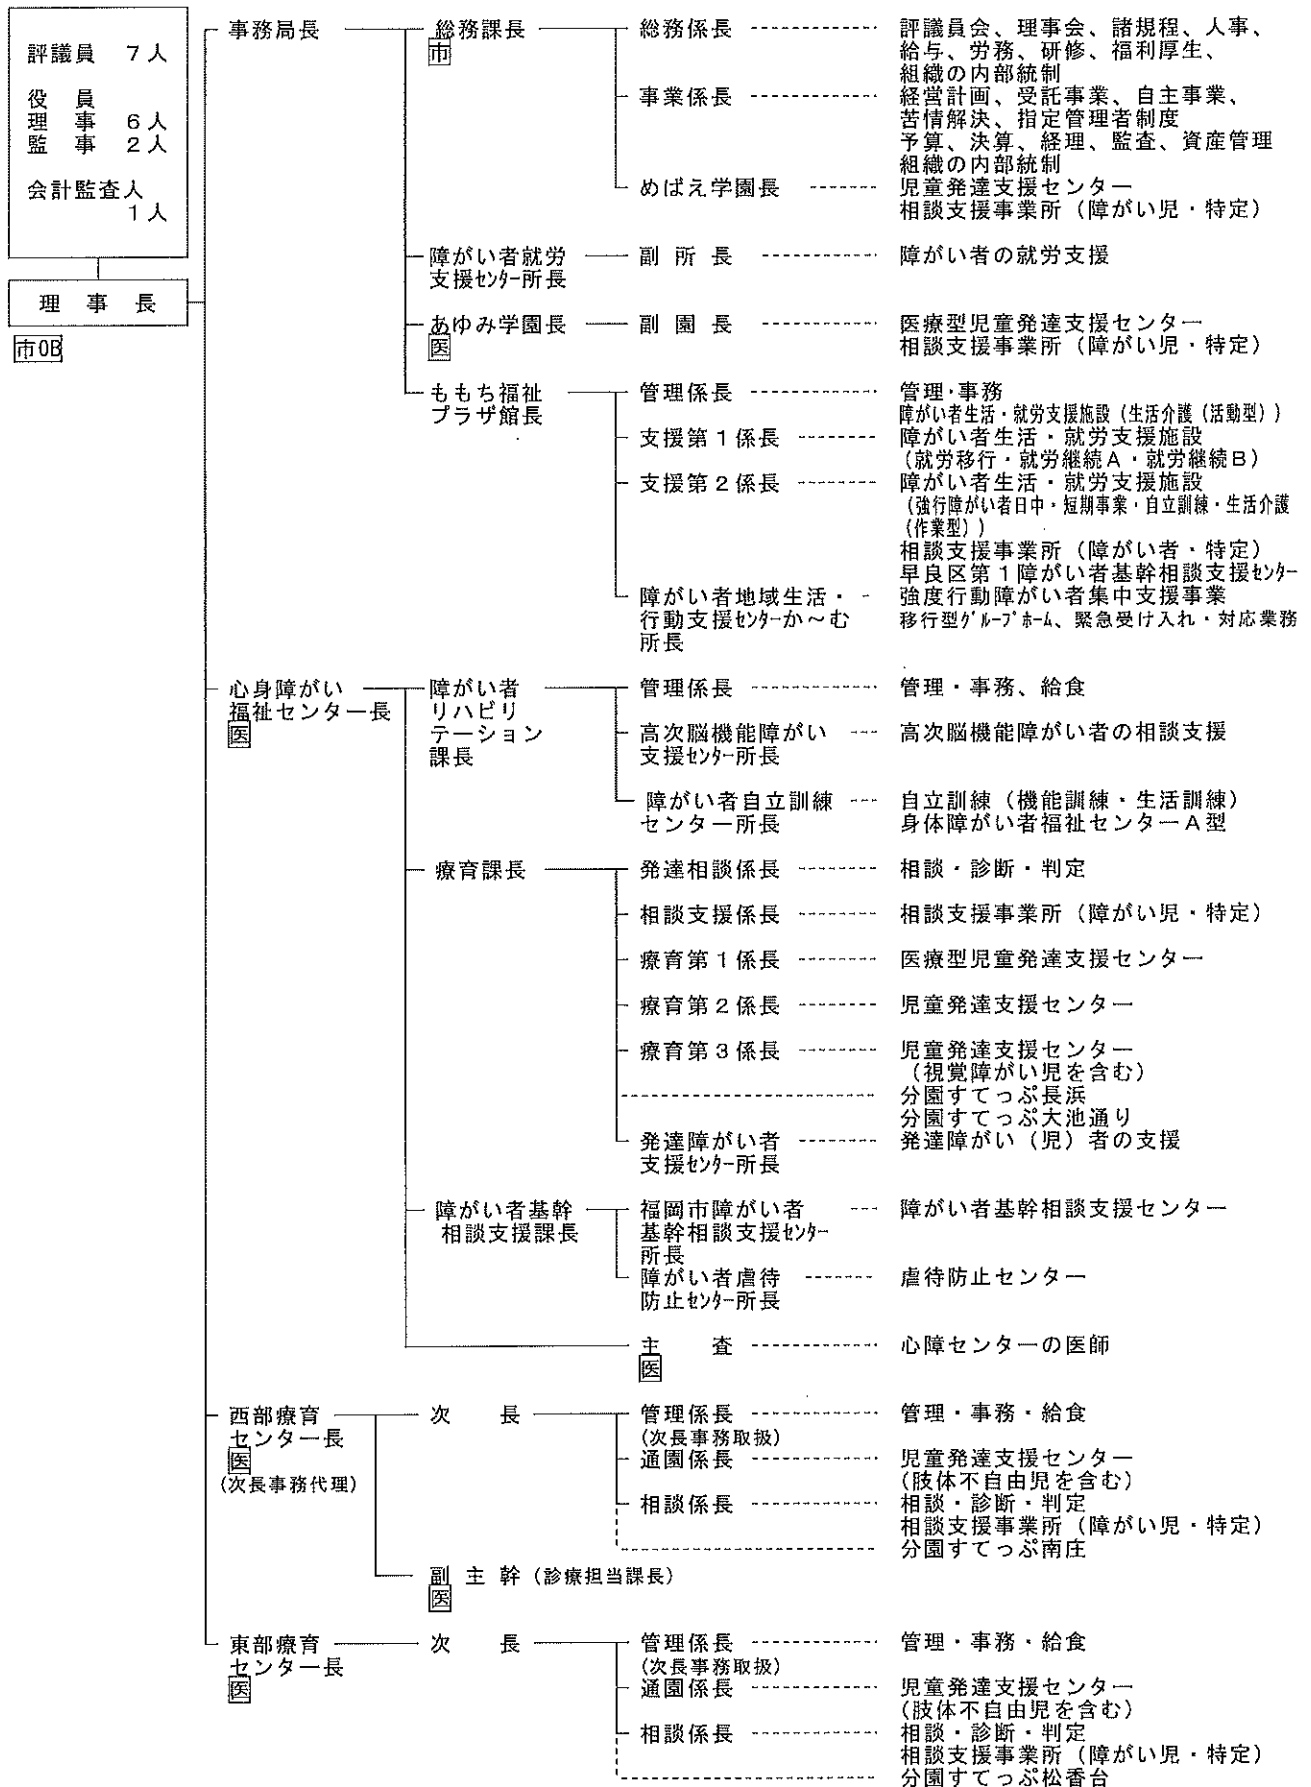 評議員　7人
役　員
理　事　6人
監　事　2人
会計監査人
1人
理　事　長
市OB
事務局長
総務課長
市
総務係長
評議員会、理事会、諸規程、人事、
給与、労務、研修、福利厚生、
組織の内部統制
事業係長
経営計画、受託事業、自主事業、
苦情解決、指定管理者制度
予算、決算、経理、監査、資産管理
組織の内部統制
めばえ学園長
児童発達支援センター
相談支援事業所（障がい児・特定）
障がい者就労
支援センター所長
副　所　長
障がい者の就労支援
あゆみ学園長
医
副　園　長
医療型児童発達支援センター
相談支援事業所（障がい児・特定）
ももち福祉
プラザ館長
管理係長
管理・事務
障がい者生活・就労支援施設（生活介護（活動型））
支援第1係長
障がい者生活・就労支援施設
（就労移行・就労継続A・就労継続B）
支援第2係長
障がい者生活・就労支援施設
（強行障がい者日中・短期事業・自立訓練・生活介護
（作業型））
相談支援事業所（障がい者・特定）
早良区第1障がい者基幹相談支援センター
障がい者地域生活・
行動支援センターか～む
所長
強度行動障がい者集中支援事業
移行型グループホーム、緊急受け入れ・対応業務
心身障がい
福祉センター長
医
障がい者
リハビリ
テーション
課長
管理係長
管理・事務、給食
高次脳機能障がい
支援センター所長
高次脳機能障がい者の相談支援
障がい者自立訓練
センター所長
自立訓練（機能訓練・生活訓練）
身体障がい者福祉センターA型
療育課長
発達相談係長
相談・診断・判定
相談支援係長
相談支援事業所（障がい児・特定）
療育第1係長
医療型児童発達支援センター
療育第2係長
児童発達支援センター
療育第3係長
児童発達支援センター
（視覚障がい児を含む）
分園すてっぷ長浜
分園すてっぷ大池通り
発達障がい者
支援センター所長
発達障がい（児）者の支援
障がい者基幹
相談支援課長
福岡市障がい者
基幹相談支援センター
所長
障がい者基幹相談支援センター
障がい者虐待
防止センター所長
虐待防止センター
主　　査
医
心障センターの医師
西部療育
センター長
医
（次長事務代理）
次　　長
管理係長
（次長事務取扱）
管理・事務・給食
通園係長
児童発達支援センター
（肢体不自由児を含む）
相談係長
相談・診断・判定
相談支援事業所（障がい児・特定）
分園すてっぷ南庄
副　主　幹（診療担当課長）
医
東部療育
センター長
医
次　　長
管理係長
（次長事務取扱）
管理・事務・給食
通園係長
児童発達支援センター
（肢体不自由児を含む）
相談係長
相談・診断・判定
相談支援事業所（障がい児・特定）
分園すてっぷ松香台